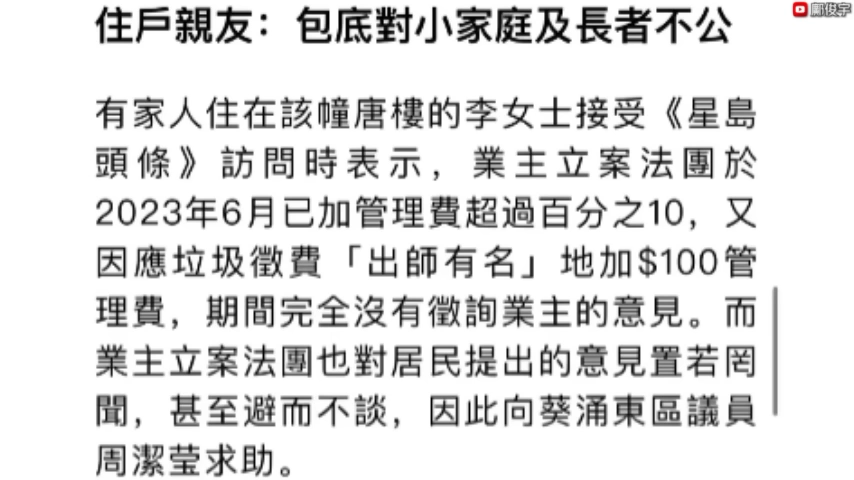 鄺俊宇
住戶親友：包底對小家庭及長者不公
有家人住在該幢唐樓的李女士接受《星島
頭條》訪問時表示，業主立案法團於
2023年6月已加管理費超過百分之10，又
因應垃圾徵費「出師有名」地加$100管
理費，期間完全沒有徵詢業主的意見。而
業主立案法團也對居民提出的意見置若罔
聞，甚至避而不談，因此向葵涌東區議員
周潔莹求助。